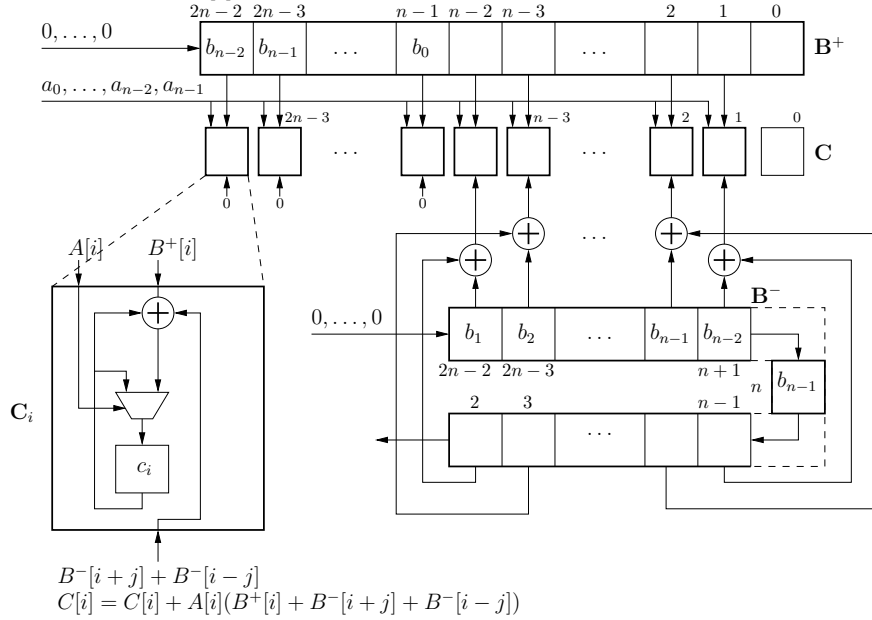 2n−2 2n−3 n−1 n−2 n−3 2 1 0
0, . . . , 0 b_{n−2} b_{n−1} . . . b_0 . . . B^+
a_0, . . . , a_{n−2}, a_{n−1}
2n−3 . . . n−3 . . . 2 1 0 C
0 0 0
A[i] B^+[i] + + . . . + +
+ B^−
0, . . . , 0 b_1 b_2 . . . b_{n−1} b_{n−2}
2n−2 2n−3 n+1 n b_{n−1}
C_i 2 3 n−1
. . .
c_i
B^−[i + j] + B^−[i − j]
C[i] = C[i] + A[i](B^+[i] + B^−[i + j] + B^−[i − j])